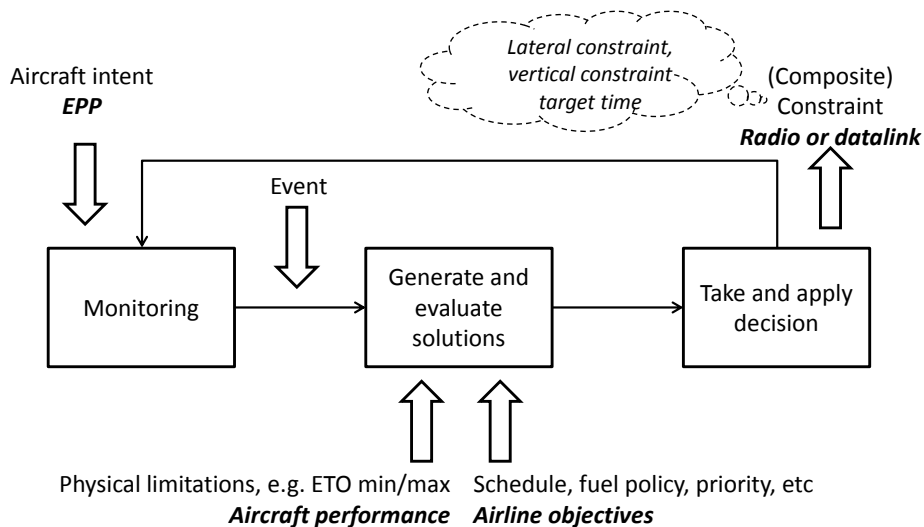 Lateral constraint,
vertical constraint
target time
Aircraft intent
EPP
(Composite)
Constraint
Radio or datalink
Event
Monitoring
Generate and
evaluate
solutions
Take and apply
decision
Physical limitations, e.g. ETO min/max
Aircraft performance
Schedule, fuel policy, priority, etc
Airline objectives